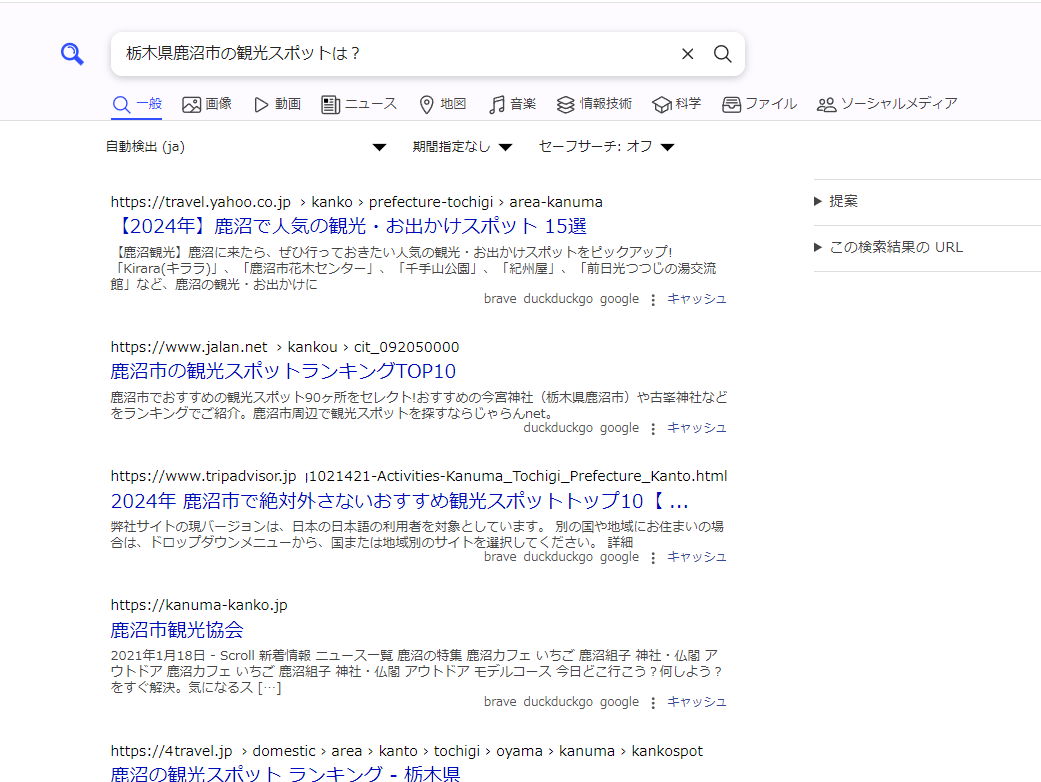 栃木県鹿沼市の観光スポットは？
一般 画像 動画 ニュース 地図 音楽 情報技術 科学 ファイル ソーシャルメディア
自動検出 (ja) 期間指定なし セーフサーチ: オフ
https://travel.yahoo.co.jp › kanko › prefecture-tochigi › area-kanuma
【2024年】鹿沼で人気の観光・お出かけスポット 15選
【鹿沼観光】鹿沼に来たら、ぜひ行っておきたい人気の観光・お出かけスポットをピックアップ!
「Kirara(キララ)」、「鹿沼市花木センター」、「千手山公園」、「紀州屋」、「前日光つつじの湯交流
館」など、鹿沼の観光・お出かけに
brave duckduckgo google ⋮ キャッシュ
https://www.jalan.net › kankou › cit_092050000
鹿沼市の観光スポットランキングTOP10
鹿沼市でおすすめの観光スポット90ヶ所をセレクト!おすすめの今宮神社（栃木県鹿沼市）や古峯神社など
をランキングでご紹介。鹿沼市周辺で観光スポットを探すならじゃらんnet。
duckduckgo google ⋮ キャッシュ
https://www.tripadvisor.jp 1021421-Activities-Kanuma_Tochigi_Prefecture_Kanto.html
2024年 鹿沼市で絶対外さないおすすめ観光スポットトップ10【 ...
弊社サイトの現バージョンは、日本の日本語の利用者を対象としています。 別の国や地域にお住まいの場
合は、ドロップダウンメニューから、国または地域別のサイトを選択してください。 詳細
brave duckduckgo google ⋮ キャッシュ
https://kanuma-kanko.jp
鹿沼市観光協会
2021年1月18日 - Scroll 新着情報 ニュース一覧 鹿沼の特集 鹿沼カフェ いちご 鹿沼組子 神社・仏閣 ア
ウトドア 鹿沼カフェ いちご 鹿沼組子 神社・仏閣 アウトドア モデルコース 今日どこ行こう？何しよう？
をすぐ解決。気になるス […]
brave duckduckgo google ⋮ キャッシュ
https://4travel.jp › domestic › area › kanto › tochigi › oyama › kanuma › kankospot
鹿沼の観光スポット ランキング - 栃木県
提案
この検索結果の URL